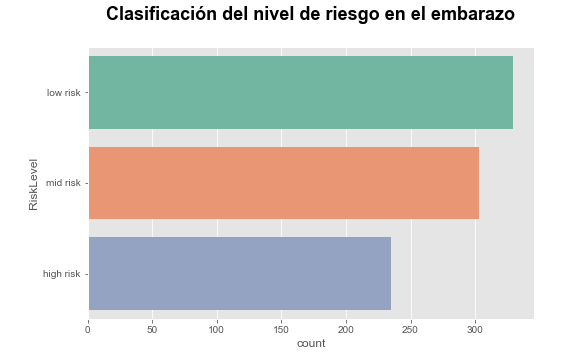 Clasificación del nivel de riesgo en el embarazo
RiskLevel
low risk
mid risk
high risk
0 50 100 150 200 250 300
count